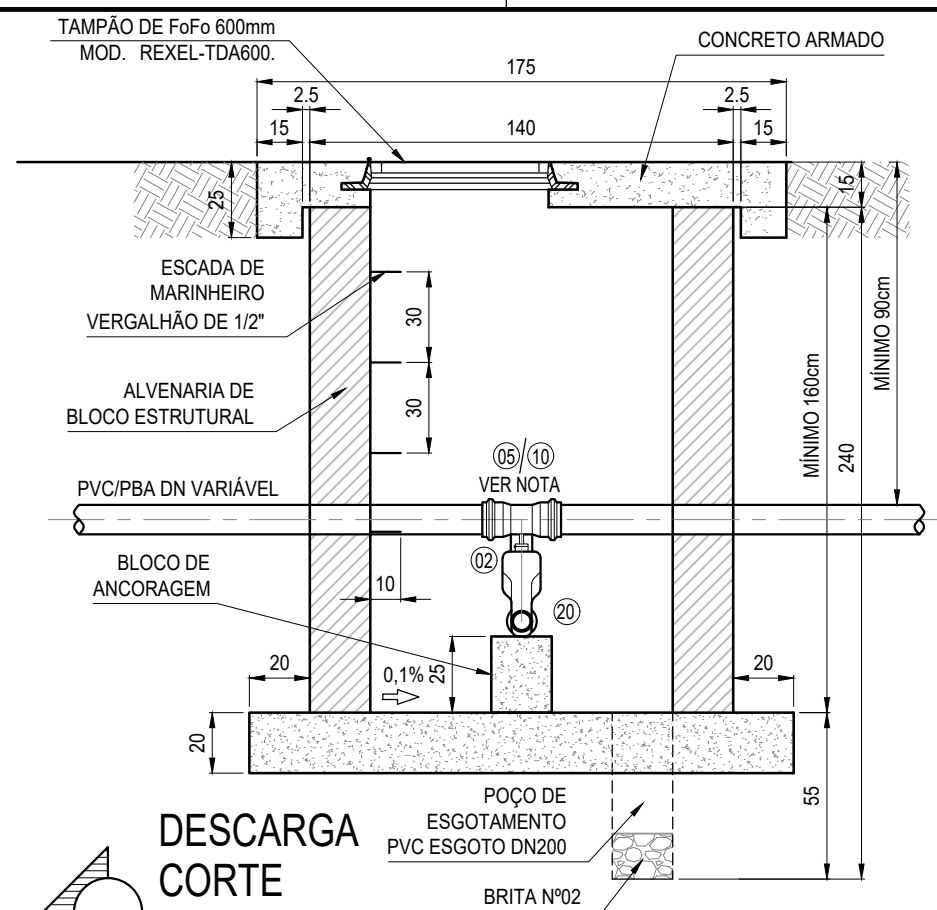 TAMPÃO DE FoFo 600mm
MOD. REXEL-TDA600.
CONCRETO ARMADO
175
2.5
2.5
15
140
15
25
15
ESCADA DE
MARINHEIRO
VERGALHÃO DE 1/2"
30
MÍNIMO 90cm
ALVENARIA DE
BLOCO ESTRUTURAL
30
MÍNIMO 160cm
240
05/10
VER NOTA
PVC/PBA DN VARIÁVEL
02
BLOCO DE
ANCORAGEM
10
20
20
0,1%
25
20
20
55
POÇO DE
ESGOTAMENTO
PVC ESGOTO DN200
DESCARGA
CORTE
BRITA Nº02